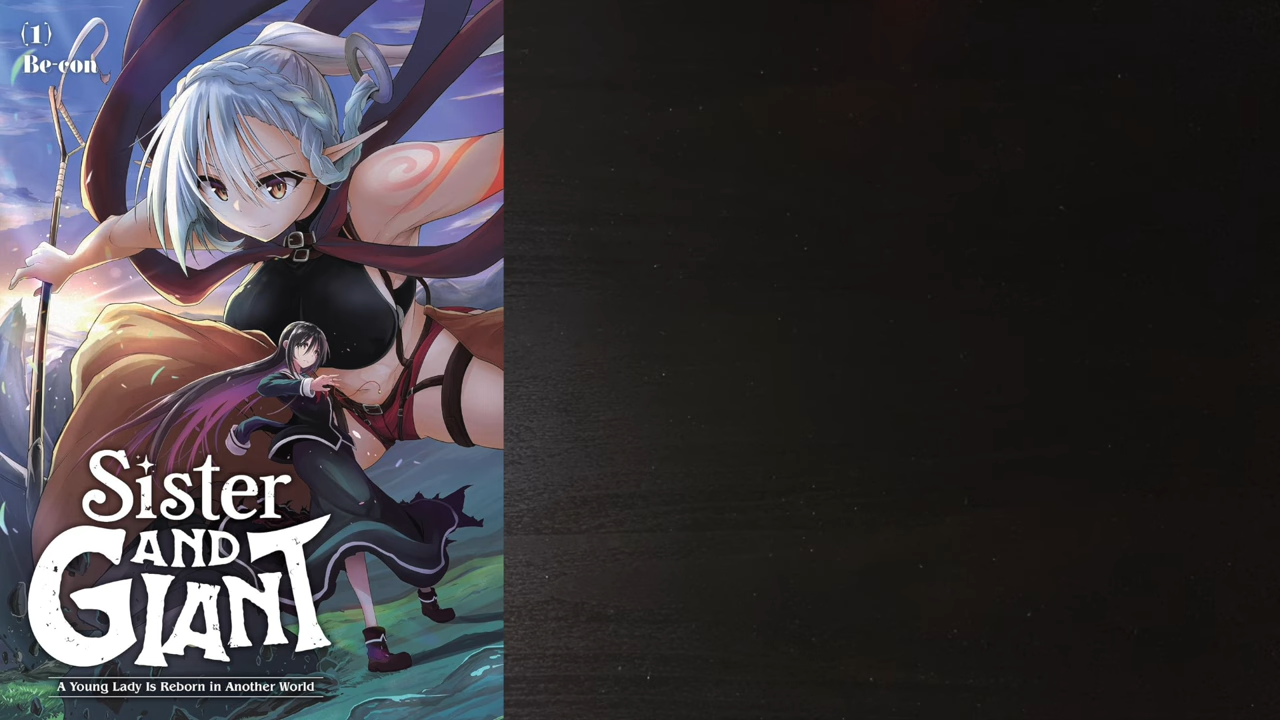 (1)
Be-con
Sister
AND
GIANT
A Young Lady Is Reborn in Another World